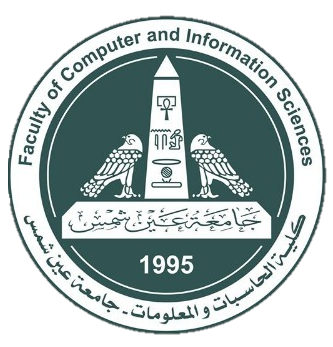 Faculty of Computer and Information Sciences
جامعة عين شمس
1995
كلية الحاسبات والمعلومات - جامعة عين شمس